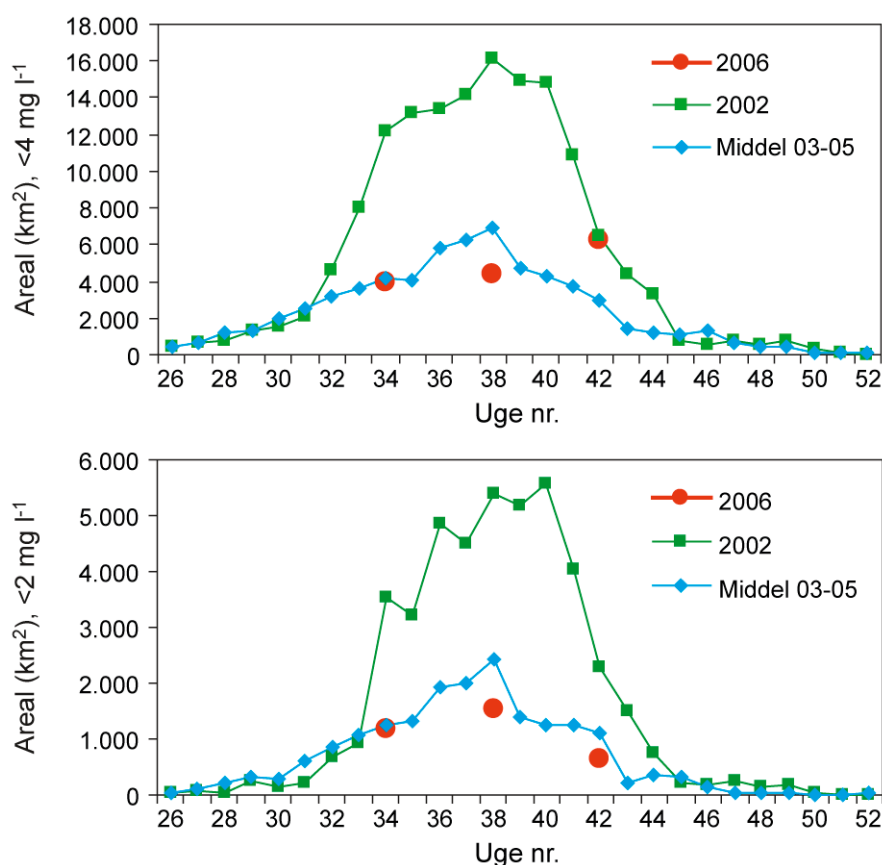 Areal (km²), <4 mg l⁻¹
18.000
16.000
14.000
12.000
10.000
8.000
6.000
4.000
2.000
0
2006
2002
Middel 03-05
26 28 30 32 34 36 38 40 42 44 46 48 50 52
Uge nr.
Areal (km²), <2 mg l⁻¹
6.000
5.000
4.000
3.000
2.000
1.000
0
2006
2002
Middel 03-05
26 28 30 32 34 36 38 40 42 44 46 48 50 52
Uge nr.